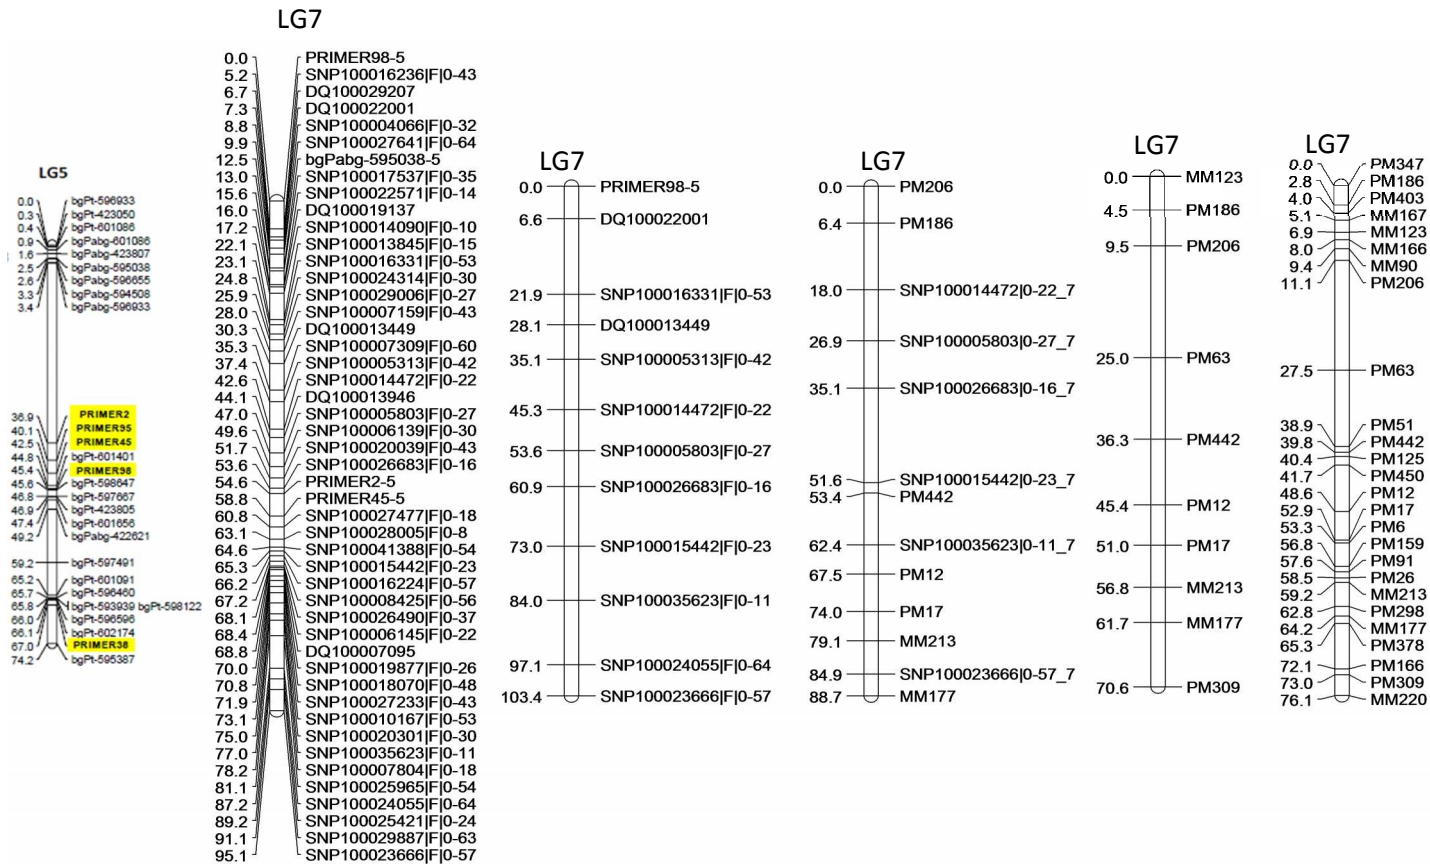 LG7
0.0 PRIMER98-5
5.2 SNP100016236|F|0-43
6.7 DQ100029207
7.3 DQ100022001
8.8 SNP100004066|F|0-32
9.9 SNP100027641|F|0-64
12.5 bgPabg-595038-5
13.0 SNP100017537|F|0-35
15.6 SNP100022571|F|0-14
16.0 DQ100019137
17.2 SNP100014090|F|0-10
22.1 SNP100013845|F|0-15
23.1 SNP100016331|F|0-53
24.8 SNP100024314|F|0-30
25.9 SNP100029006|F|0-27
28.0 SNP100007159|F|0-43
30.3 DQ100013449
35.3 SNP100007309|F|0-60
37.4 SNP100005313|F|0-42
42.6 SNP100014472|F|0-22
44.1 DQ100013946
47.0 SNP100005803|F|0-27
49.6 SNP100006139|F|0-30
51.7 SNP100020039|F|0-43
53.6 SNP100026683|F|0-16
54.6 PRIMER2-5
58.8 PRIMER45-5
60.8 SNP100027477|F|0-18
63.1 SNP100028005|F|0-8
64.6 SNP100041388|F|0-54
65.3 SNP100015442|F|0-23
66.2 SNP100016224|F|0-57
67.2 SNP100008425|F|0-56
68.1 SNP100026490|F|0-37
68.4 SNP100006145|F|0-22
68.8 DQ100007095
70.0 SNP100019877|F|0-26
70.8 SNP100018070|F|0-48
71.9 SNP100027233|F|0-43
73.1 SNP100010167|F|0-53
75.0 SNP100020301|F|0-30
77.0 SNP100035623|F|0-11
78.2 SNP100007804|F|0-18
81.1 SNP100025965|F|0-54
87.2 SNP100024055|F|0-64
89.2 SNP100025421|F|0-24
91.1 SNP100029887|F|0-63
95.1 SNP100023666|F|0-57
LG5
0.0 bgPt-596933
0.3 bgPt-423050
0.4 bgPt-601086
0.9 bgPabg-601086
1.6 bgPabg-423807
2.5 bgPabg-595038
2.6 bgPabg-596655
3.3 bgPabg-594508
3.4 bgPabg-596933
36.9 PRIMER2
40.1 PRIMER95
42.5 PRIMER45
44.8 bgPt-601401
45.4 PRIMER98
45.6 bgPt-598647
46.8 bgPt-597667
46.9 bgPt-423805
47.4 bgPt-601656
49.2 bgPabg-422621
59.2 bgPt-597491
65.2 bgPt-601091
65.7 bgPt-596460
65.8 bgPt-593939 bgPt-598122
66.0 bgPt-596596
66.1 bgPt-602174
67.0 PRIMER38
74.2 bgPt-595387
LG7
0.0 PRIMER98-5
6.6 DQ100022001
21.9 SNP100016331|F|0-53
28.1 DQ100013449
35.1 SNP100005313|F|0-42
45.3 SNP100014472|F|0-22
53.6 SNP100005803|F|0-27
60.9 SNP100026683|F|0-16
73.0 SNP100015442|F|0-23
84.0 SNP100035623|F|0-11
97.1 SNP100024055|F|0-64
103.4 SNP100023666|F|0-57
LG7
0.0 PM206
6.4 PM186
18.0 SNP100014472|0-22_7
26.9 SNP100005803|0-27_7
35.1 SNP100026683|0-16_7
51.6 SNP100015442|0-23_7
53.4 PM442
62.4 SNP100035623|0-11_7
67.5 PM12
74.0 PM17
79.1 MM213
84.9 SNP100023666|0-57_7
88.7 MM177
LG7
0.0 MM123
4.5 PM186
9.5 PM206
25.0 PM63
36.3 PM442
45.4 PM12
51.0 PM17
56.8 MM213
61.7 MM177
70.6 PM309
LG7
0.0 PM347
2.8 PM186
4.0 PM403
5.1 MM167
6.9 MM123
8.0 MM166
9.4 MM90
11.1 PM206
27.5 PM63
38.9 PM51
39.8 PM442
40.4 PM125
41.7 PM450
48.6 PM12
52.9 PM17
53.3 PM6
56.8 PM159
57.6 PM91
58.5 PM26
59.2 MM213
62.8 PM298
64.2 MM177
65.3 PM378
72.1 PM166
73.0 PM309
76.1 MM220